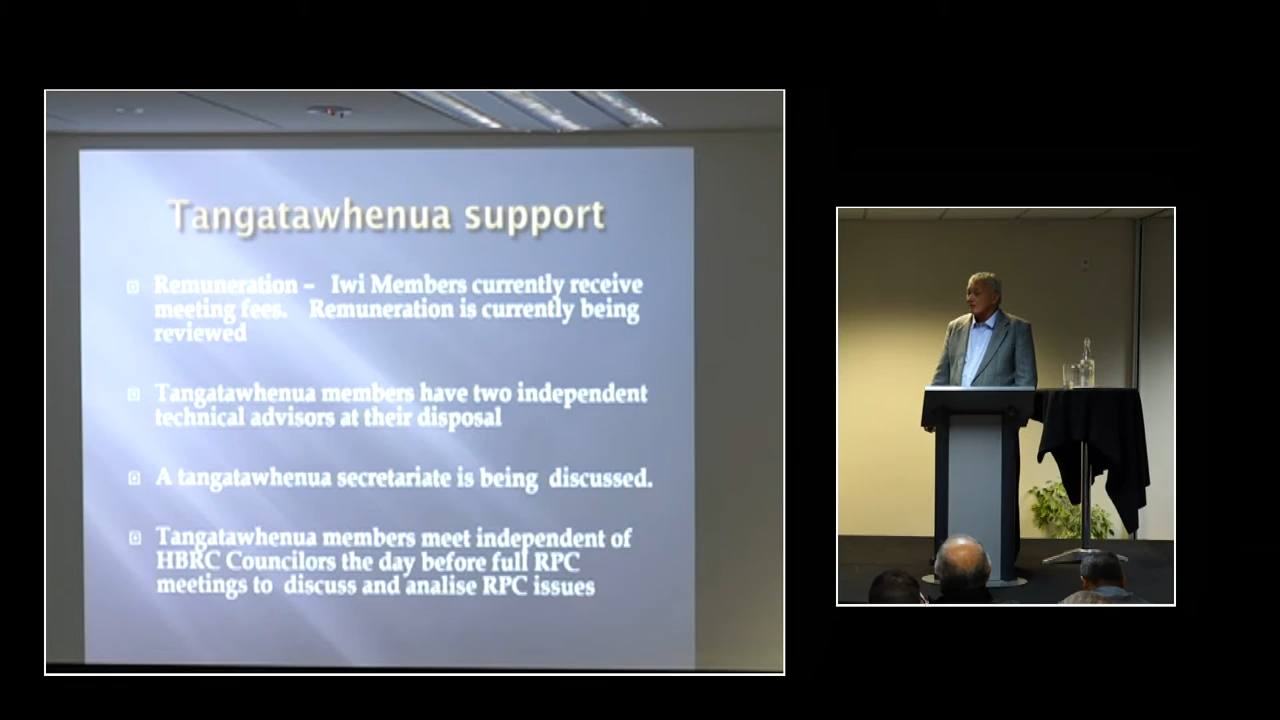 Tangatawhenua support
Remuneration – Iwi Members currently receive
meeting fees. Remuneration is currently being
reviewed
Tangatawhenua members have two independent
technical advisors at their disposal
A tangatawhenua secretariate is being discussed.
Tangatawhenua members meet independent of
HBRC Councilors the day before full RPC
meetings to discuss and analise RPC issues